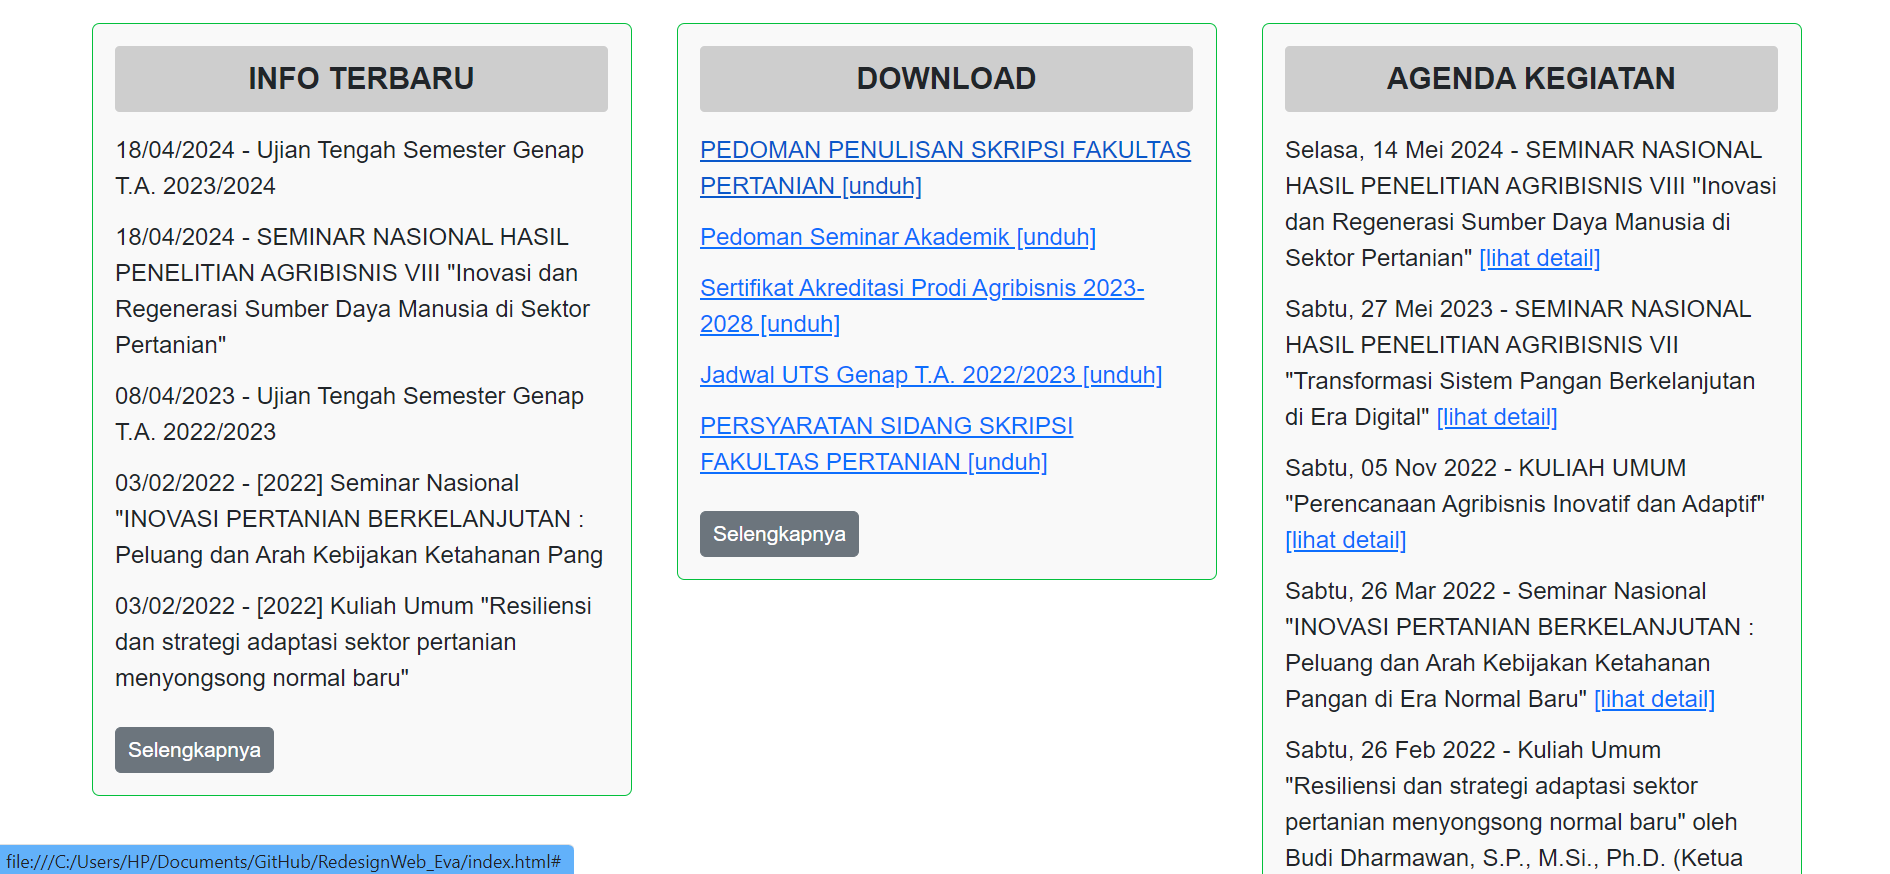 INFO TERBARU
18/04/2024 - Ujian Tengah Semester Genap
T.A. 2023/2024
18/04/2024 - SEMINAR NASIONAL HASIL
PENELITIAN AGRIBISNIS VIII "Inovasi dan
Regenerasi Sumber Daya Manusia di Sektor
Pertanian"
08/04/2023 - Ujian Tengah Semester Genap
T.A. 2022/2023
03/02/2022 - [2022] Seminar Nasional
"INOVASI PERTANIAN BERKELANJUTAN :
Peluang dan Arah Kebijakan Ketahanan Pang
03/02/2022 - [2022] Kuliah Umum "Resiliensi
dan strategi adaptasi sektor pertanian
menyongsong normal baru"
Selengkapnya
DOWNLOAD
PEDOMAN PENULISAN SKRIPSI FAKULTAS
PERTANIAN [unduh]
Pedoman Seminar Akademik [unduh]
Sertifikat Akreditasi Prodi Agribisnis 2023-
2028 [unduh]
Jadwal UTS Genap T.A. 2022/2023 [unduh]
PERSYARATAN SIDANG SKRIPSI
FAKULTAS PERTANIAN [unduh]
Selengkapnya
AGENDA KEGIATAN
Selasa, 14 Mei 2024 - SEMINAR NASIONAL
HASIL PENELITIAN AGRIBISNIS VIII "Inovasi
dan Regenerasi Sumber Daya Manusia di
Sektor Pertanian" [lihat detail]
Sabtu, 27 Mei 2023 - SEMINAR NASIONAL
HASIL PENELITIAN AGRIBISNIS VII
"Transformasi Sistem Pangan Berkelanjutan
di Era Digital" [lihat detail]
Sabtu, 05 Nov 2022 - KULIAH UMUM
"Perencanaan Agribisnis Inovatif dan Adaptif"
[lihat detail]
Sabtu, 26 Mar 2022 - Seminar Nasional
"INOVASI PERTANIAN BERKELANJUTAN :
Peluang dan Arah Kebijakan Ketahanan
Pangan di Era Normal Baru" [lihat detail]
Sabtu, 26 Feb 2022 - Kuliah Umum
"Resiliensi dan strategi adaptasi sektor
pertanian menyongsong normal baru" oleh
Budi Dharmawan, S.P., M.Si., Ph.D. (Ketua
file:///C:/Users/HP/Documents/GitHub/RedesignWeb_Eva/index.html#